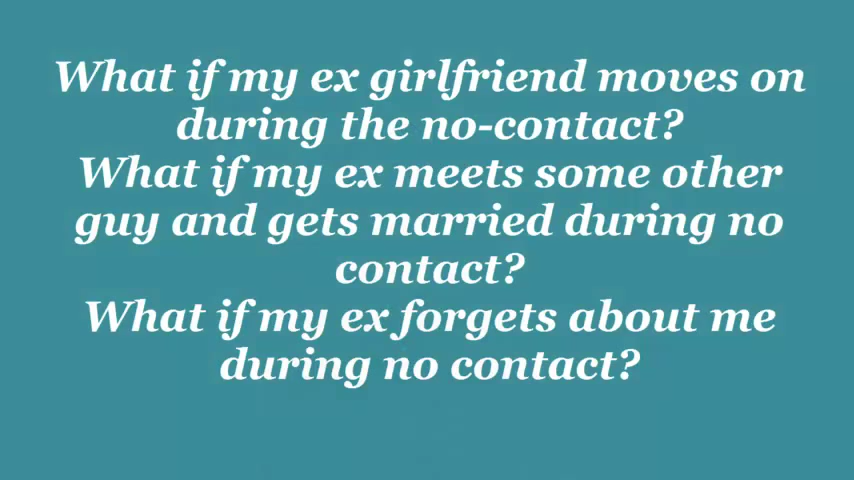 What if my ex girlfriend moves on
during the no-contact?
What if my ex meets some other
guy and gets married during no
contact?
What if my ex forgets about me
during no contact?